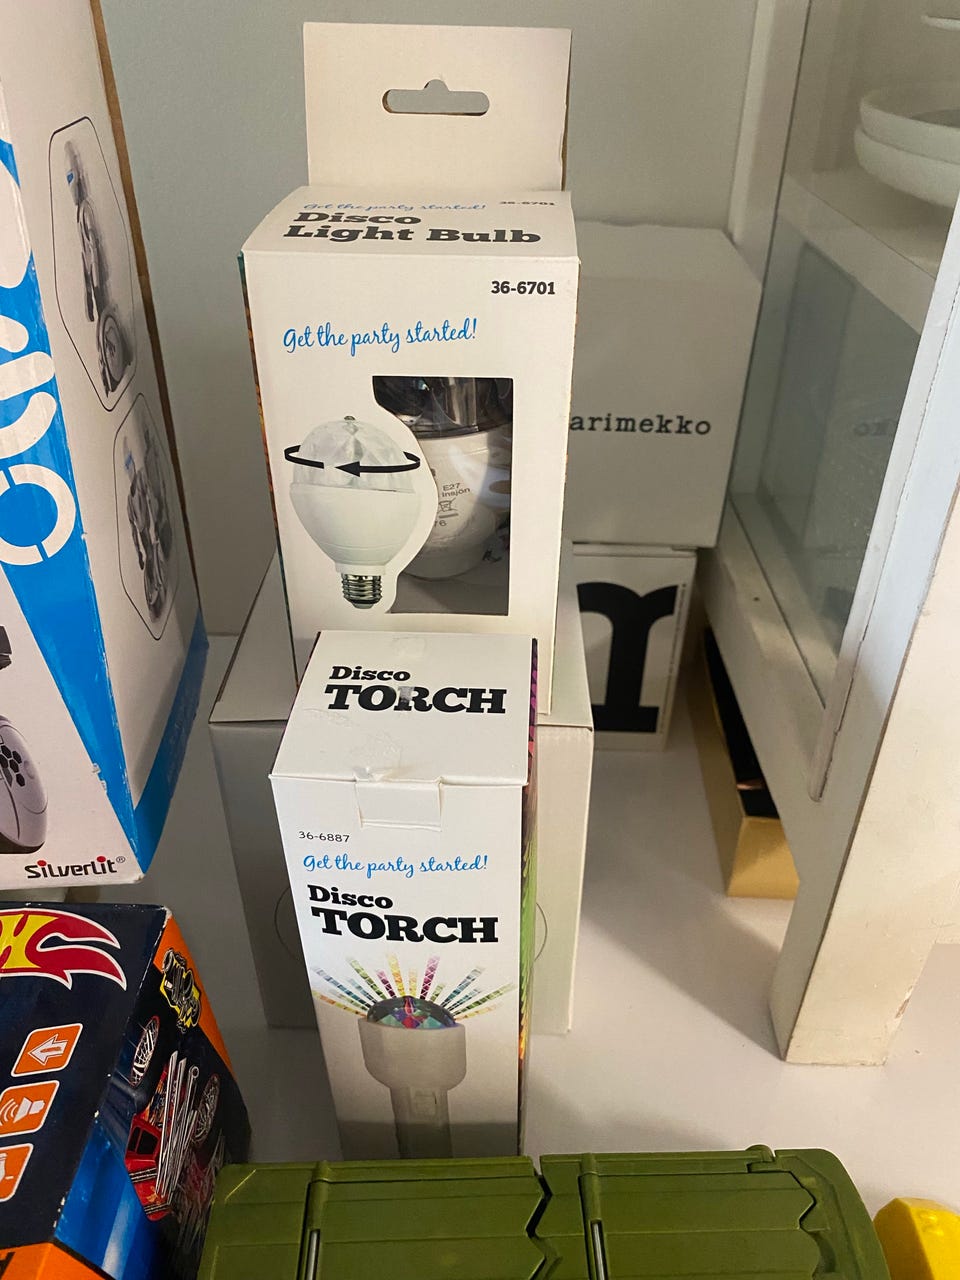 Get the party started!
36-6701
Disco
Light Bulb
36-6701
Get the party started!
E27
Insjön
arimekko
Disco
TORCH
36-6887
Get the party started!
Disco
TORCH
SILVERLIT®